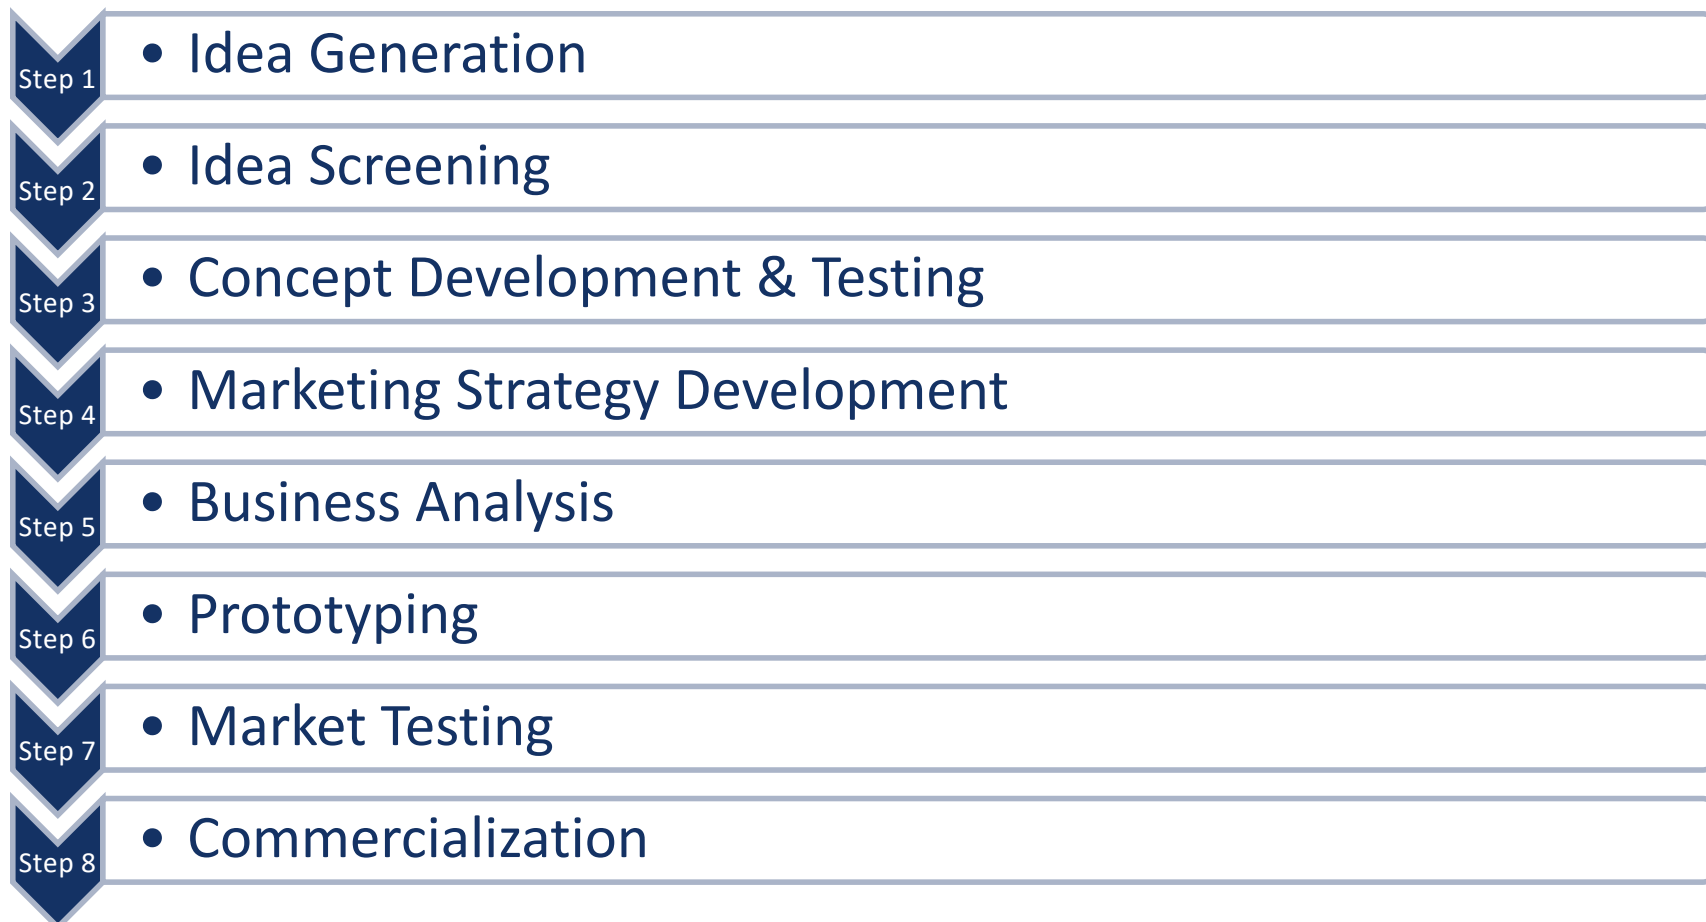 Step 1
• Idea Generation
Step 2
• Idea Screening
Step 3
• Concept Development & Testing
Step 4
• Marketing Strategy Development
Step 5
• Business Analysis
Step 6
• Prototyping
Step 7
• Market Testing
Step 8
• Commercialization